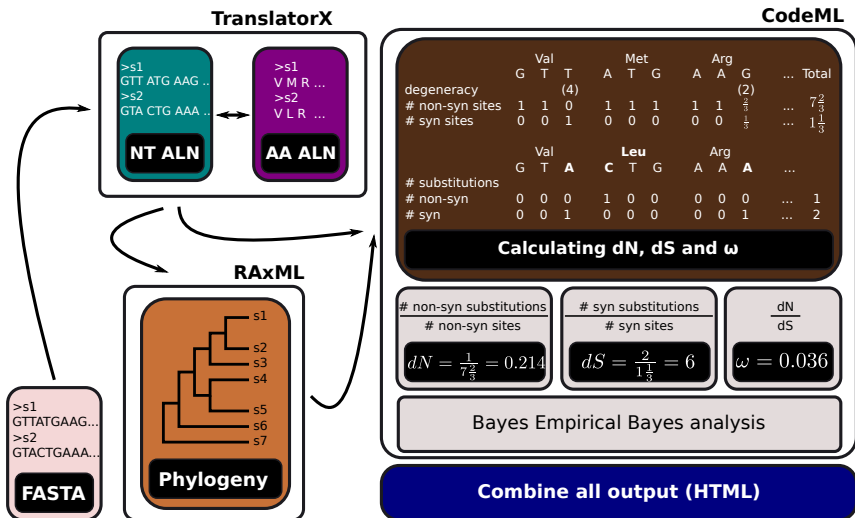 TranslatorX
>s1
GTT ATG AAG ..
>s2
GTA CTG AAA ..
NT ALN
>s1
V M R ...
>s2
V L R ...
AA ALN
RAxML
s1
s2
s3
s4
s5
s6
s7
Phylogeny
>s1
GTTATGAAG...
>s2
GTACTGAAA...
FASTA
CodeML
Val Met Arg
G T T A T G A A G ... Total
degeneracy (4) (2)
# non-syn sites 1 1 0 1 1 1 1 1 2/3 ... 7 2/3
# syn sites 0 0 1 0 0 0 0 0 1/3 ... 1 1/3
Val Leu Arg
G T A C T G A A A ...
# substitutions
# non-syn 0 0 0 1 0 0 0 0 0 ... 1
# syn 0 0 1 0 0 0 0 0 1 ... 2
Calculating dN, dS and ω
# non-syn substitutions
# non-syn sites
dN = 1/7 2/3 = 0.214
# syn substitutions
# syn sites
dS = 2/1 1/3 = 6
dN
dS
ω = 0.036
Bayes Empirical Bayes analysis
Combine all output (HTML)